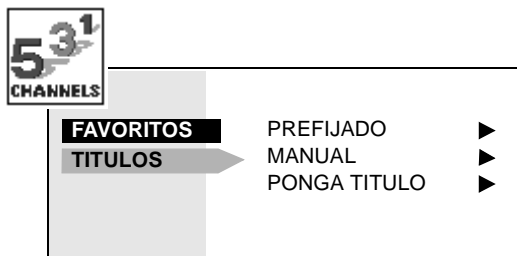 5 3 1
CHANNELS
FAVORITOS
TITULOS
PREFIJADO
MANUAL
PONGA TITULO